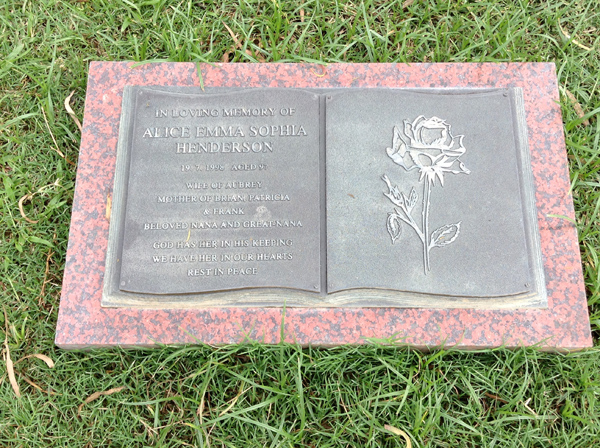 IN LOVING MEMORY OF
ALICE EMMA SOPHIA
HENDERSON
19. 7. 1998 AGED
WIFE OF AUBREY
MOTHER OF BRIAN, PATRICIA
& FRANK
BELOVED NANA AND GREAT-NANA
GOD HAS HER IN HIS KEEPING
WE HAVE HER IN OUR HEARTS
REST IN PEACE